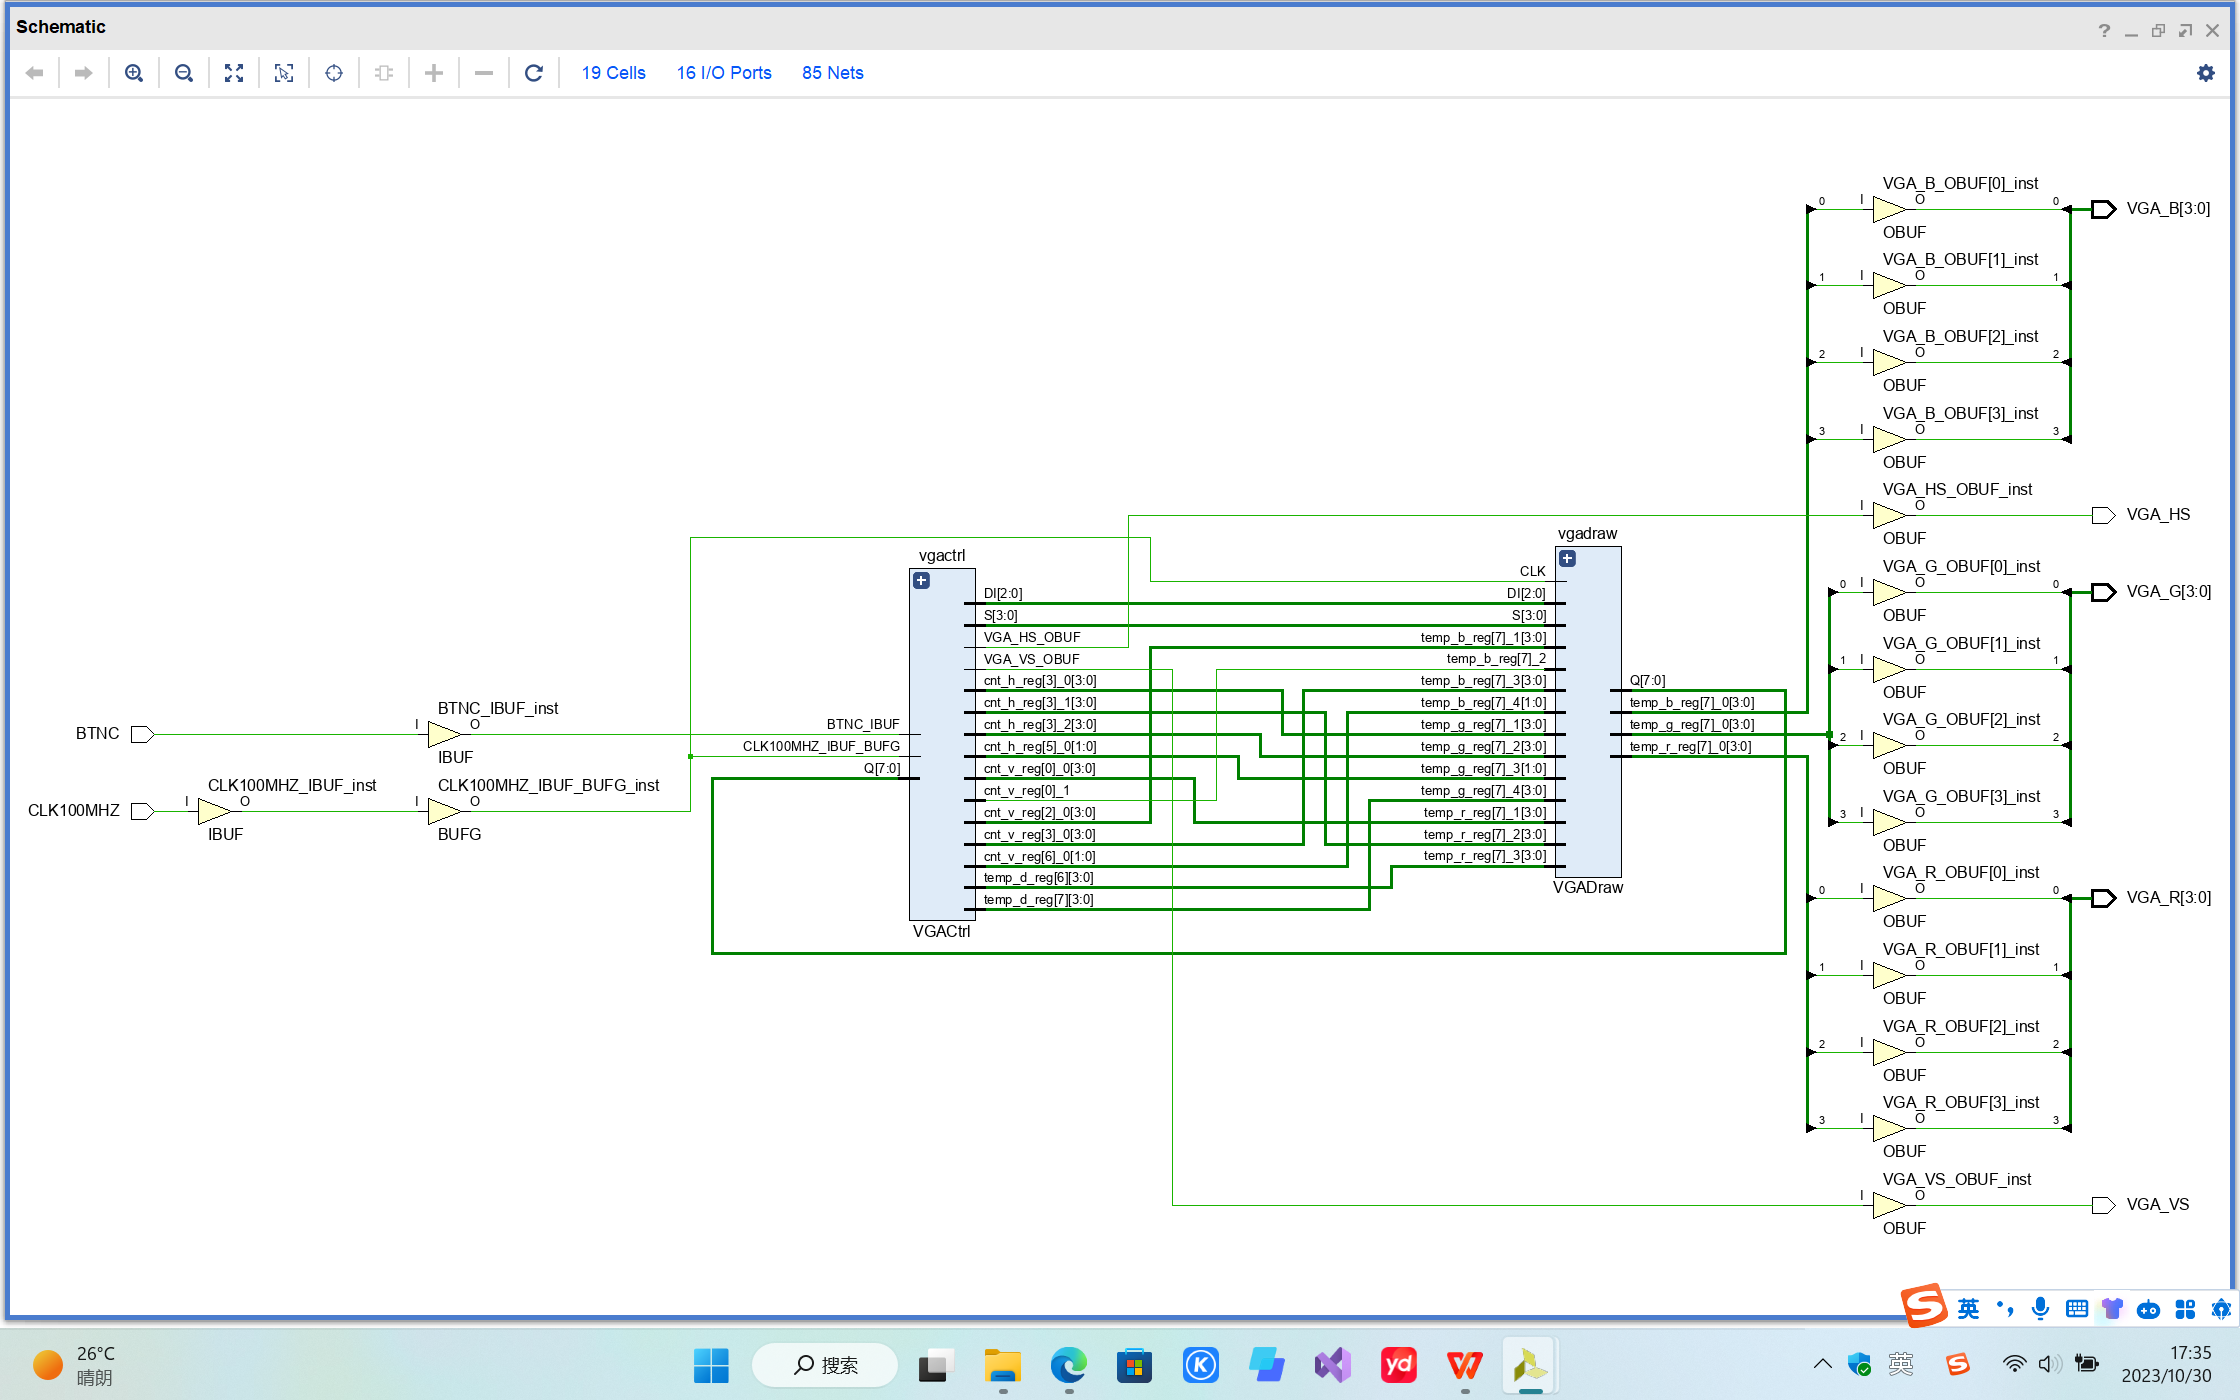 Schematic
19 Cells 16 I/O Ports 85 Nets
VGA_B_OBUF[0]_inst
0 I O 0 VGA_B[3:0]
OBUF
VGA_B_OBUF[1]_inst
1 I O 1
OBUF
VGA_B_OBUF[2]_inst
2 I O 2
OBUF
VGA_B_OBUF[3]_inst
3 I O 3
OBUF
VGA_HS_OBUF_inst
I O VGA_HS
OBUF
VGA_G_OBUF[0]_inst
0 I O 0 VGA_G[3:0]
OBUF
VGA_G_OBUF[1]_inst
1 I O 1
OBUF
VGA_G_OBUF[2]_inst
2 I O 2
OBUF
VGA_G_OBUF[3]_inst
3 I O 3
OBUF
VGA_R_OBUF[0]_inst
0 I O 0 VGA_R[3:0]
OBUF
VGA_R_OBUF[1]_inst
1 I O 1
OBUF
VGA_R_OBUF[2]_inst
2 I O 2
OBUF
VGA_R_OBUF[3]_inst
3 I O 3
OBUF
VGA_VS_OBUF_inst
I O VGA_VS
OBUF
BTNC
BTNC_IBUF_inst
I O
IBUF
CLK100MHZ
CLK100MHZ_IBUF_inst
I O
IBUF
CLK100MHZ_IBUF_BUFG_inst
I O
BUFG
vgactrl
BTNC_IBUF
CLK100MHZ_IBUF_BUFG
Q[7:0]
DI[2:0]
S[3:0]
VGA_HS_OBUF
VGA_VS_OBUF
cnt_h_reg[3]_0[3:0]
cnt_h_reg[3]_1[3:0]
cnt_h_reg[3]_2[3:0]
cnt_h_reg[5]_0[1:0]
cnt_v_reg[0]_0[3:0]
cnt_v_reg[0]_1
cnt_v_reg[2]_0[3:0]
cnt_v_reg[3]_0[3:0]
cnt_v_reg[6]_0[1:0]
temp_d_reg[6][3:0]
temp_d_reg[7][3:0]
VGACtrl
vgadraw
CLK
DI[2:0]
S[3:0]
temp_b_reg[7]_1[3:0]
temp_b_reg[7]_2
temp_b_reg[7]_3[3:0]
temp_b_reg[7]_4[1:0]
temp_g_reg[7]_1[3:0]
temp_g_reg[7]_2[3:0]
temp_g_reg[7]_3[1:0]
temp_g_reg[7]_4[3:0]
temp_r_reg[7]_1[3:0]
temp_r_reg[7]_2[3:0]
temp_r_reg[7]_3[3:0]
Q[7:0]
temp_b_reg[7]_0[3:0]
temp_g_reg[7]_0[3:0]
temp_r_reg[7]_0[3:0]
VGADraw
英
26°C
晴朗
搜索
K
yd
英
17:35
2023/10/30